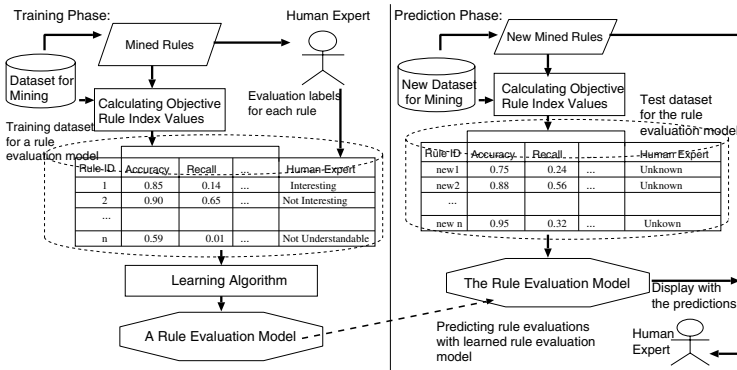 Training Phase:
Mined Rules
Human Expert
Dataset for
Mining
Calculating Objective
Rule Index Values
Evaluation labels
for each rule
Training dataset
for a rule
evaluation model
Rule ID Accuracy Recall ... Human Expert
1 0.85 0.14 ... Interesting
2 0.90 0.65 ... Not Interesting
...
n 0.59 0.01 ... Not Understandable
Learning Algorithm
A Rule Evaluation Model
Prediction Phase:
New Mined Rules
New Dataset
for Mining
Calculating Objective
Rule Index Values
Test dataset
for the rule
evaluation model
Rule ID Accuracy Recall ... Human Expert
new1 0.75 0.24 ... Unknown
new2 0.88 0.56 ... Unknown
...
new n 0.95 0.32 ... Unkown
The Rule Evaluation Model
Display with
the predictions
Predicting rule evaluations
with learned rule evaluation
model
Human
Expert